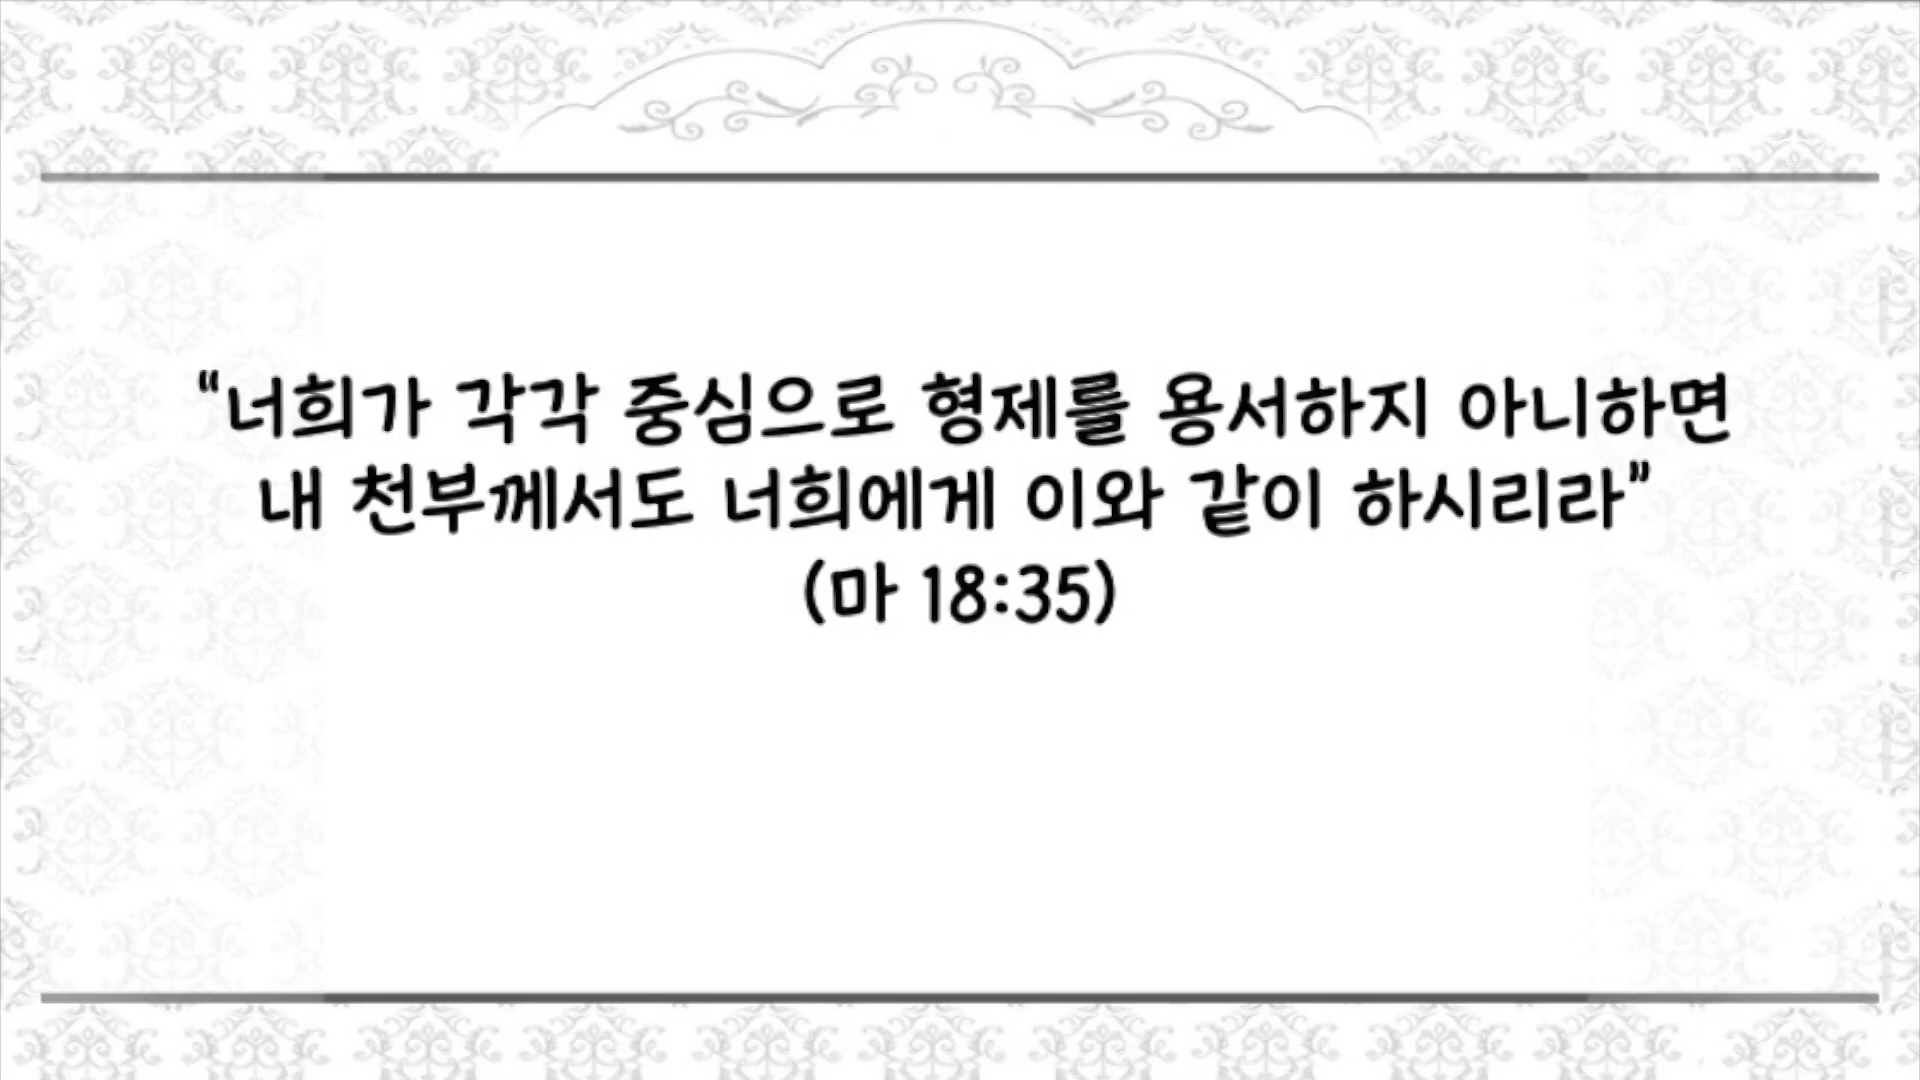 “너희가 각각 중심으로 형제를 용서하지 아니하면
내 천부께서도 너희에게 이와 같이 하시리라”
(마 18:35)